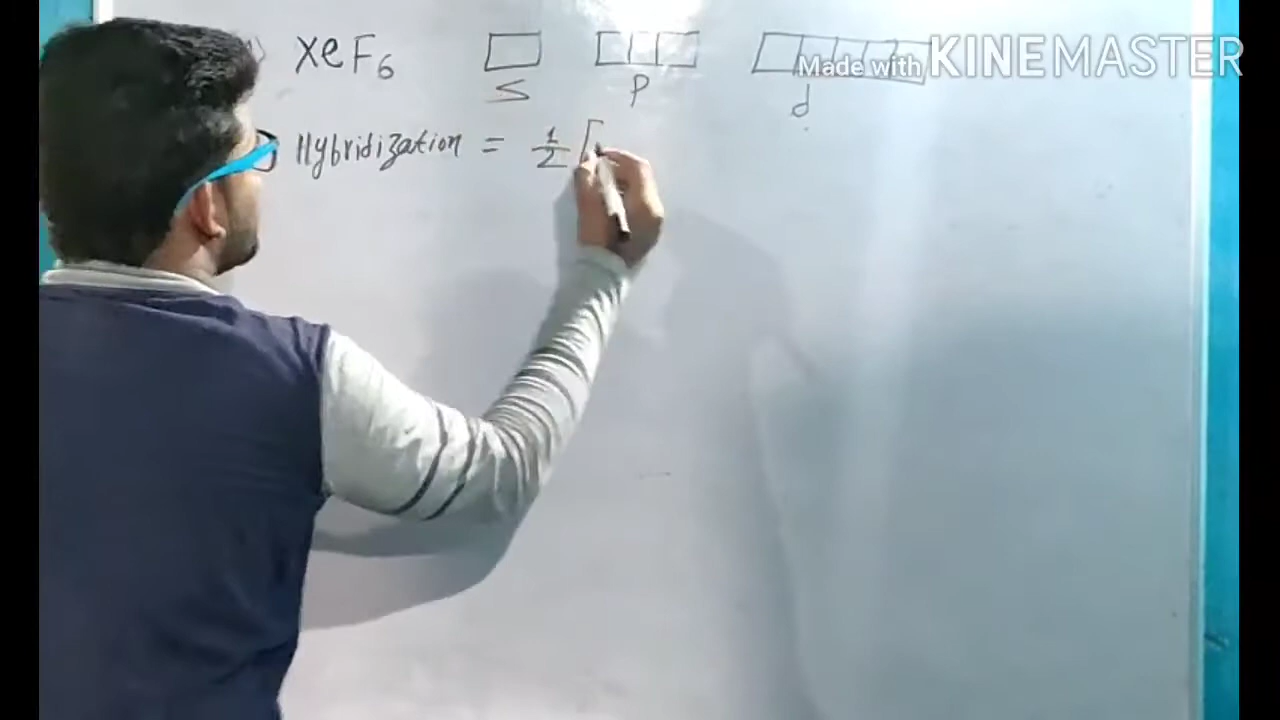 XeF6
S P d
Made with KINEMASTER
Hybridization = 1/2 [